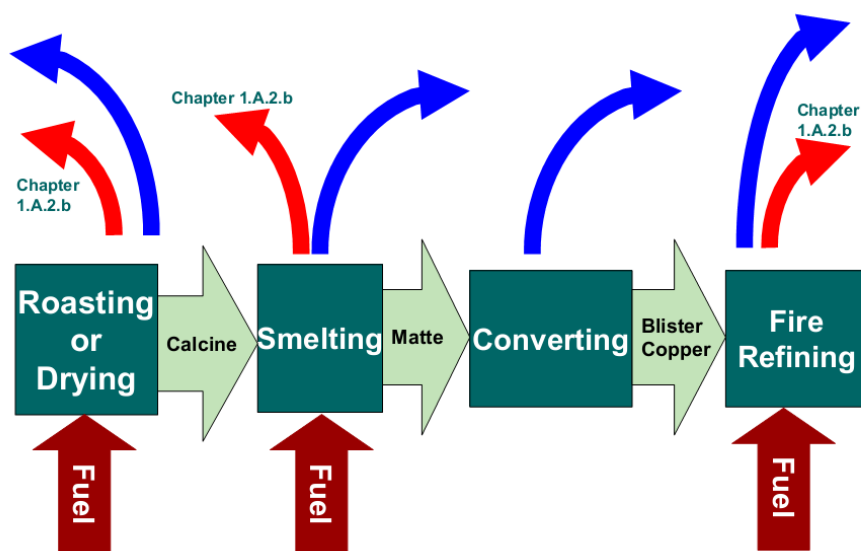 Chapter 1.A.2.b
Chapter
1.A.2.b
Chapter
1.A.2.b
Roasting
or
Drying
Calcine
Smelting
Matte
Converting
Blister
Copper
Fire
Refining
Fuel
Fuel
Fuel